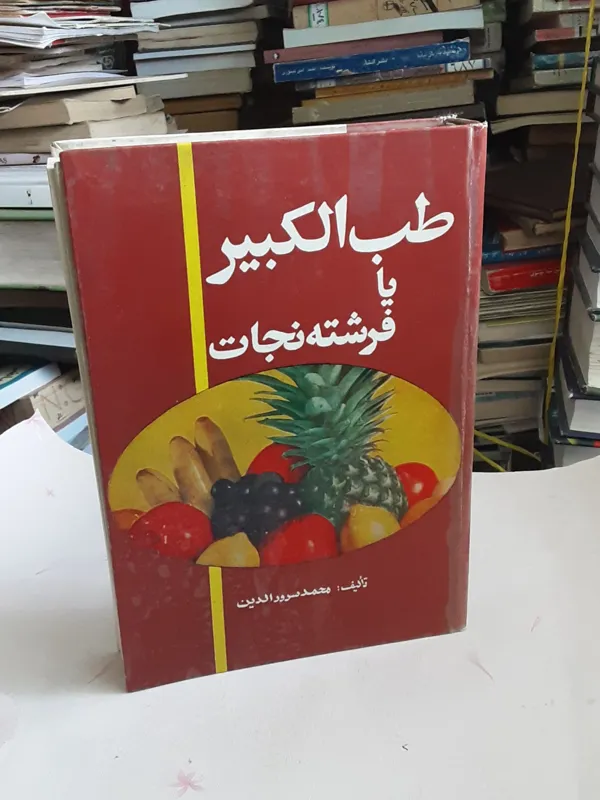 طب الکبیر
یا
فرشته نجات
تألیف: محمد سرورالدین